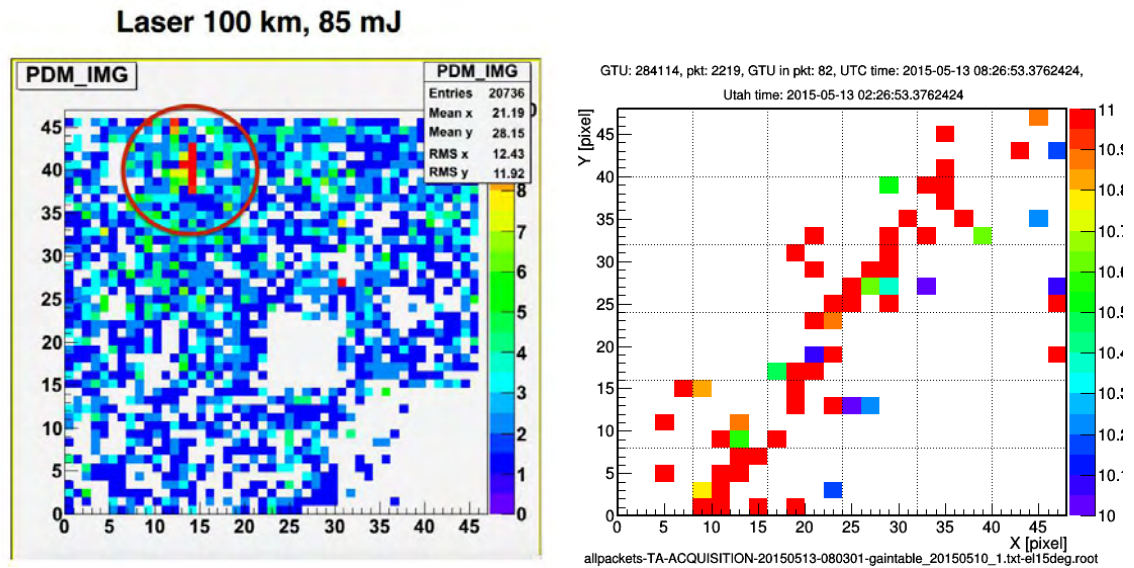 Laser 100 km, 85 mJ
PDM_IMG
PDM_IMG
Entries 20736
Mean x 21.19
Mean y 28.15
RMS x 12.43
RMS y 11.92
45
40
35
30
25
20
15
10
5
0
0 5 10 15 20 25 30 35 40 45
8
7
6
5
4
3
2
1
0
GTU: 284114, pkt: 2219, GTU in pkt: 82, UTC time: 2015-05-13 08:26:53.3762424,
Utah time: 2015-05-13 02:26:53.3762424
Y [pixel]
45
40
35
30
25
20
15
10
5
0
0 5 10 15 20 25 30 35 40 45
X [pixel]
11
10.9
10.8
10.7
10.6
10.5
10.4
10.3
10.2
10.1
10
allpackets-TA-ACQUISITION-20150513-080301-gaintable_20150510_1.txt-el15deg.root